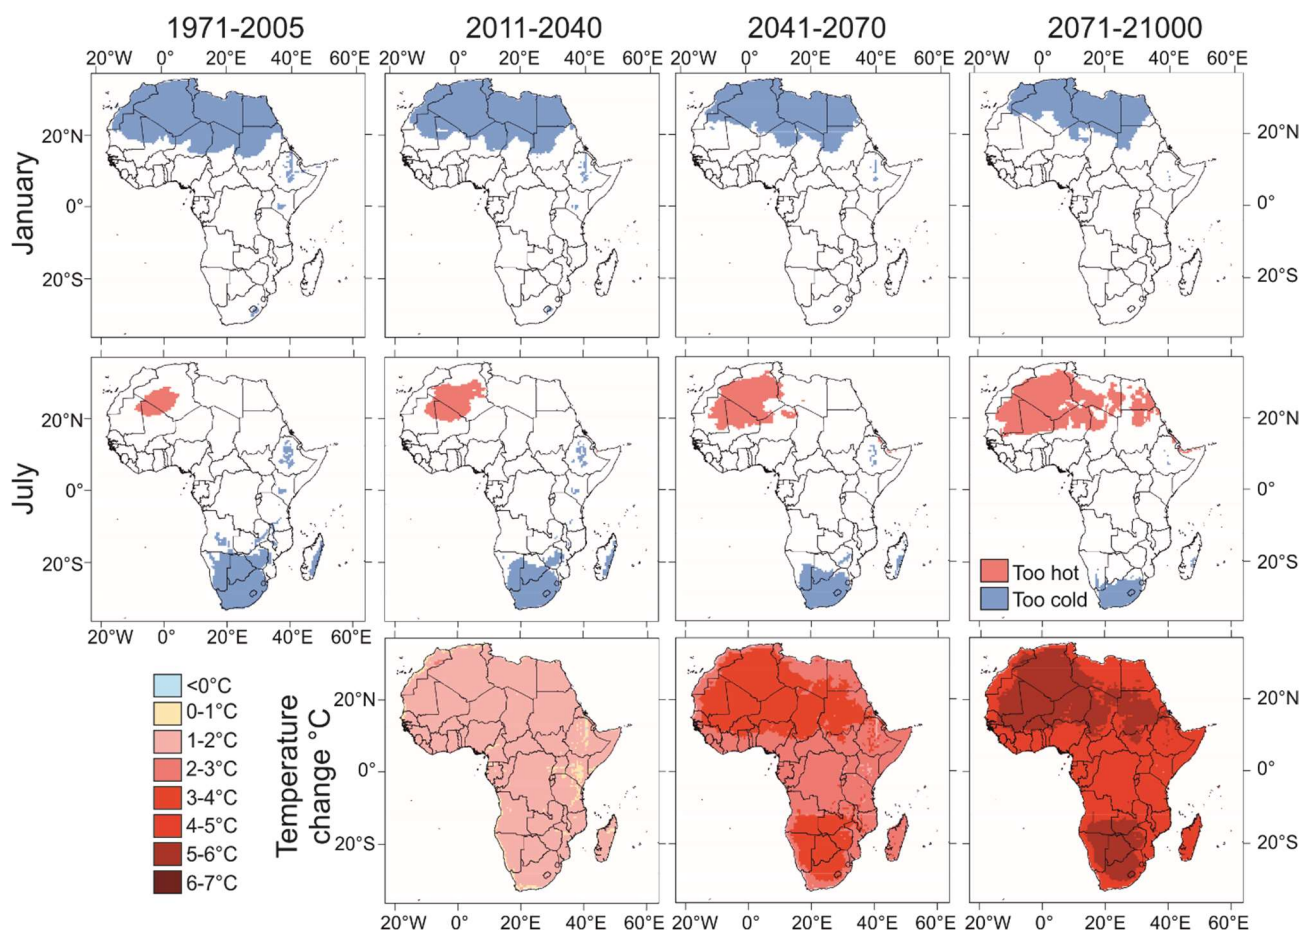 1971-2005 2011-2040 2041-2070 2071-21000
20°W 0° 20°E 40°E 60°E 20°W 0° 20°E 40°E 60°E 20°W 0° 20°E 40°E 60°E 20°W 0° 20°E 40°E 60°E
January
20°N 20°N
0° 0°
20°S 20°S
July
20°N 20°N
0° 0°
20°S 20°S
Too hot
Too cold
20°W 0° 20°E 40°E 60°E
<0°C
0-1°C
1-2°C
2-3°C
3-4°C
4-5°C
5-6°C
6-7°C
Temperature
change °C
20°N 20°N
0° 0°
20°S 20°S
0° 20°E 40°E 60°E 0° 20°E 40°E 60°E 20°W 0° 20°E 40°E 60°E